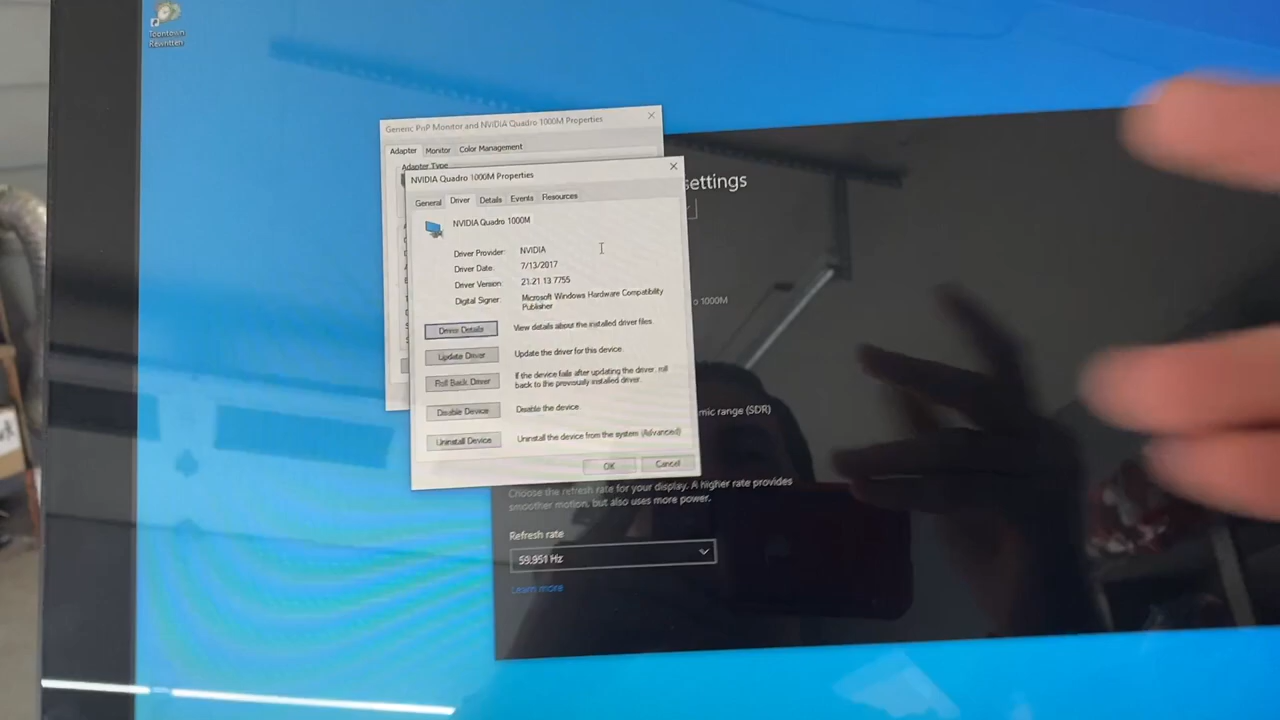 Toontown
Rewritten
Generic PnP Monitor and NVIDIA Quadro 1000M Properties
Adapter Monitor Color Management
Adapter Type
NVIDIA Quadro 1000M Properties
General Driver Details Events Resources
NVIDIA Quadro 1000M
Driver Provider: NVIDIA
Driver Date: 7/13/2017
Driver Version: 21.21.13.7755
Digital Signer: Microsoft Windows Hardware Compatibility
Publisher
Driver Details View details about the installed driver files.
Update Driver Update the driver for this device.
Roll Back Driver If the device fails after updating the driver, roll
back to the previously installed driver.
Disable Device Disable the device.
Uninstall Device Uninstall the device from the system (Advanced)
OK Cancel
settings
o 1000M
mic range (SDR)
Choose the refresh rate for your display. A higher rate provides
smoother motion, but also uses more power.
Refresh rate
59.951 Hz
Learn more